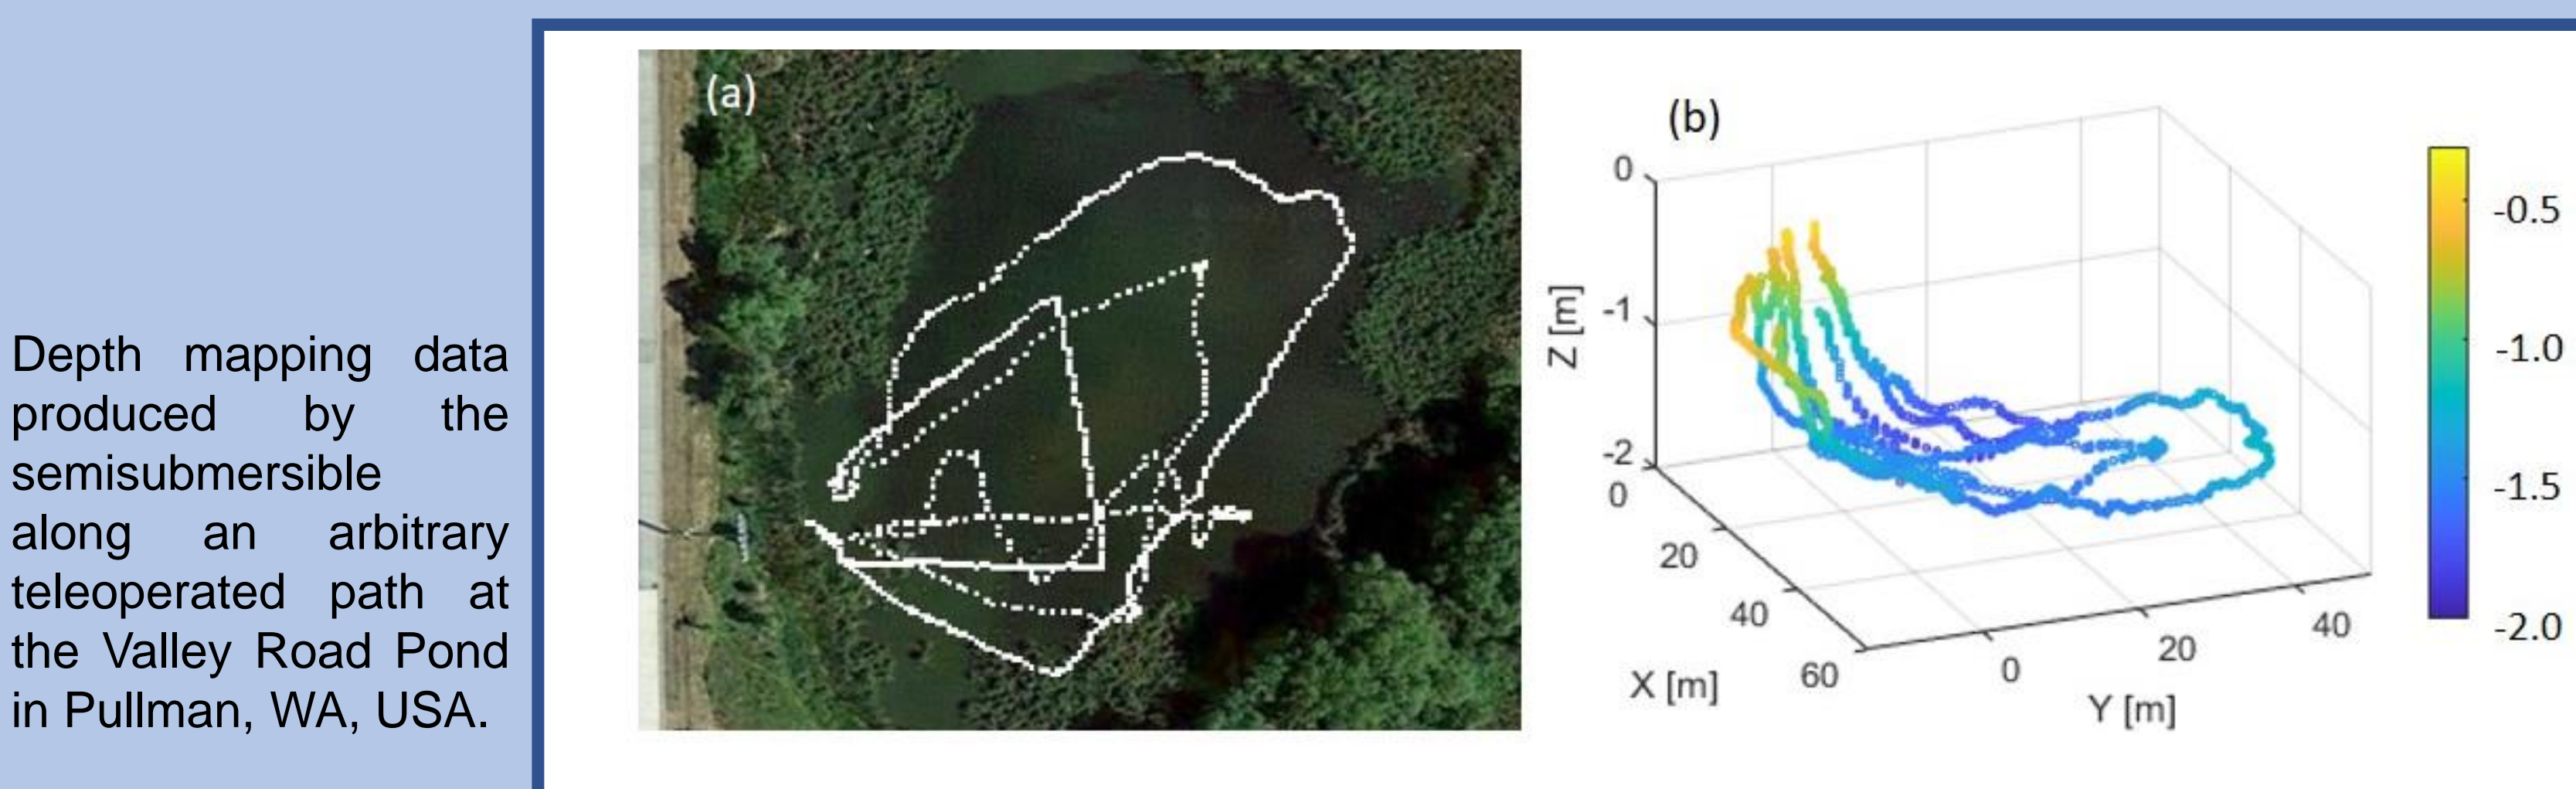 Depth mapping data
produced by the
semisubmersible
along an arbitrary
teleoperated path at
the Valley Road Pond
in Pullman, WA, USA.
(a)
(b)
0
-1
-2
Z [m]
0
20
40
60
X [m]
0
20
40
Y [m]
-0.5
-1.0
-1.5
-2.0